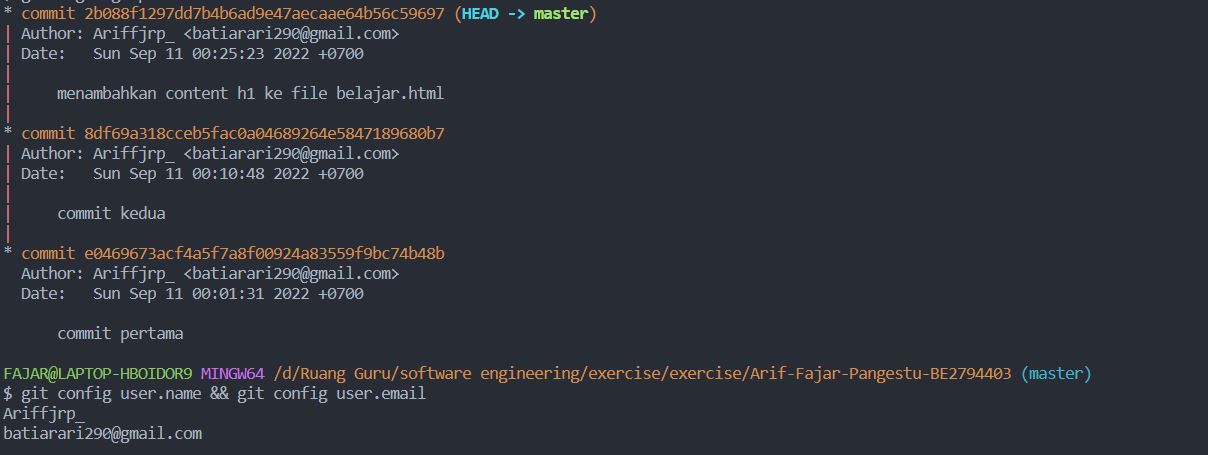 * commit 2b088f1297dd7b4b6ad9e47aecaae64b56c59697 (HEAD -> master)
| Author: Ariffjrp_ <batiarari290@gmail.com>
| Date:   Sun Sep 11 00:25:23 2022 +0700
|
|     menambahkan content h1 ke file belajar.html
|
* commit 8df69a318cceb5fac0a04689264e5847189680b7
| Author: Ariffjrp_ <batiarari290@gmail.com>
| Date:   Sun Sep 11 00:10:48 2022 +0700
|
|     commit kedua
|
* commit e0469673acf4a5f7a8f00924a83559f9bc74b48b
  Author: Ariffjrp_ <batiarari290@gmail.com>
  Date:   Sun Sep 11 00:01:31 2022 +0700
      commit pertama
FAJAR@LAPTOP-HBOIDOR9 MINGW64 /d/Ruang Guru/software engineering/exercise/exercise/Arif-Fajar-Pangestu-BE2794403 (master)
$ git config user.name && git config user.email
Ariffjrp_
batiarari290@gmail.com